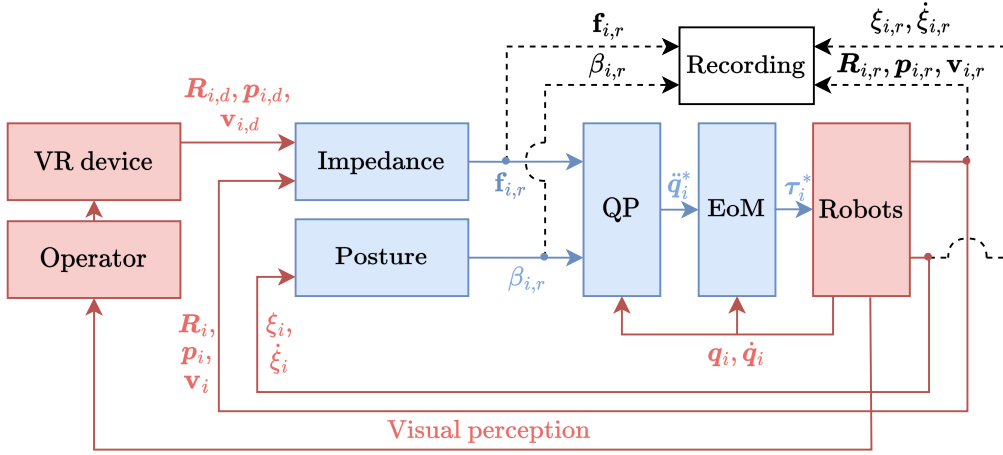 𝐟_{i,r}
ξ_{i,r}, ξ̇_{i,r}
β_{i,r}
Recording
𝑹_{i,r}, 𝒑_{i,r}, 𝐯_{i,r}
𝑹_{i,d}, 𝒑_{i,d},
𝐯_{i,d}
VR device
Impedance
𝐟_{i,r}
QP
q̈_i^*
EoM
τ_i^*
Robots
Operator
Posture
β_{i,r}
𝑹_i,
𝒑_i,
𝐯_i
ξ_i,
ξ̇_i
𝒒_i, 𝒒̇_i
Visual perception